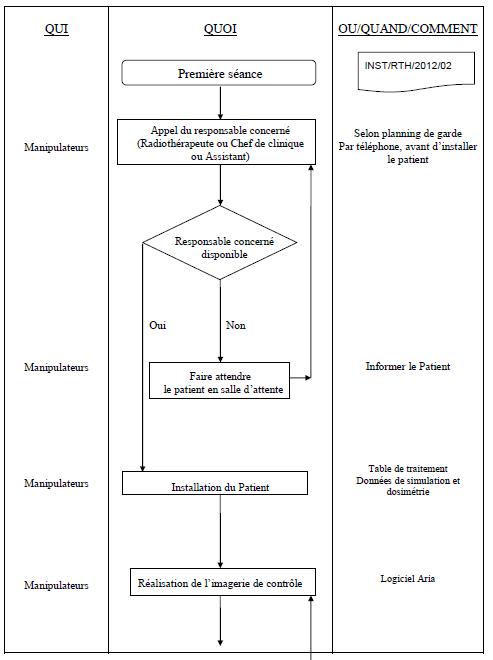 QUI
QUOI
OU/QUANDCOMMENT
Première séance
INST/RTH/2012/02
Manipulateurs
Appel du responsable concerné
(Radiothérapeute ou Chef de clinique
ou Assistant)
Selon planning de garde
Par téléphone, avant d’installer
le patient
Responsable concerné
disponible
Oui
Non
Manipulateurs
Faire attendre
le patient en salle d’attente
Informer le Patient
Manipulateurs
Installation du Patient
Table de traitement
Données de simulation et
dosimétrie
Manipulateurs
Réalisation de l’imagerie de contrôle
Logiciel Aria